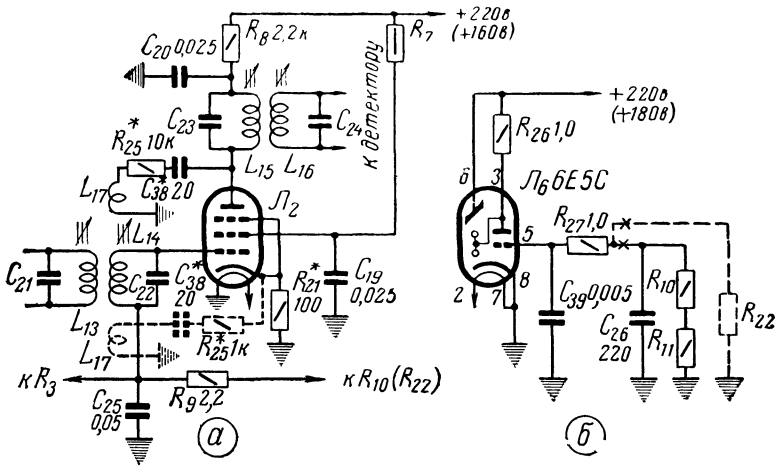 R8 2,2к
R7
+220в
(+160в)
C20 0,025
C23
C24
к детектору
R25* 10к
L17
C38* 20
L15
L16
Л2
L14
C21
C22
C38*
20
R21*
100
C19
0,025
L13
L17
R25* 1к
к R3
R9 2,2
к R10 (R22)
C25
0,05
а
+220в
(+180в)
R26 1,0
6
3
Л6 6Е5С
R27 1,0
5
2
7
8
C39 0,005
C26
220
R10
R11
R22
б